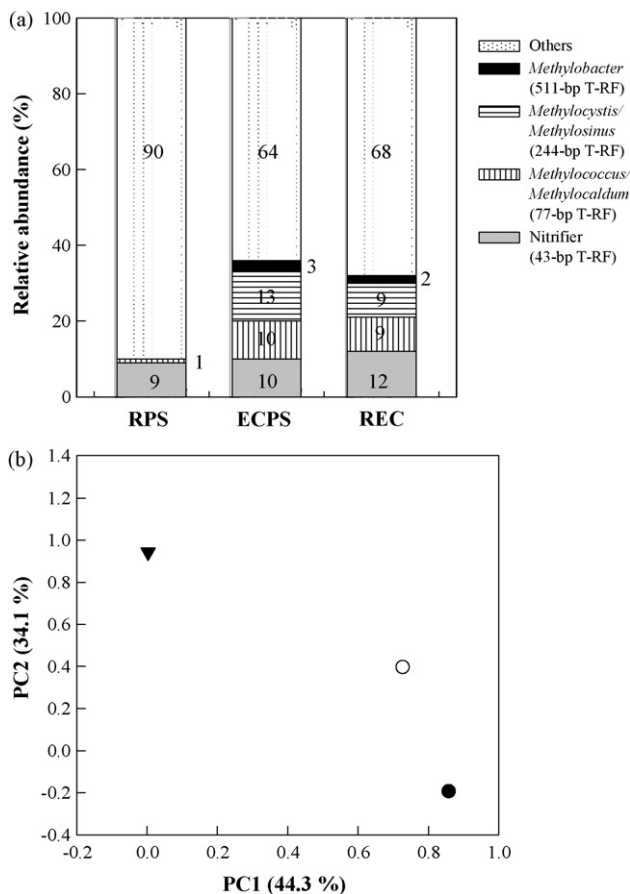 (a)
100
80
60
40
20
0
Relative abundance (%)
90
1
9
64
3
13
10
10
68
2
9
9
12
RPS ECPS REC
Others
Methylobacter
(511-bp T-RF)
Methylocystis/
Methylosinus
(244-bp T-RF)
Methylococcus/
Methylocaldum
(77-bp T-RF)
Nitrifier
(43-bp T-RF)
(b)
1.4
1.2
1.0
0.8
0.6
0.4
0.2
0.0
-0.2
-0.4
PC2 (34.1 %)
-0.2 0.0 0.2 0.4 0.6 0.8 1.0
PC1 (44.3 %)